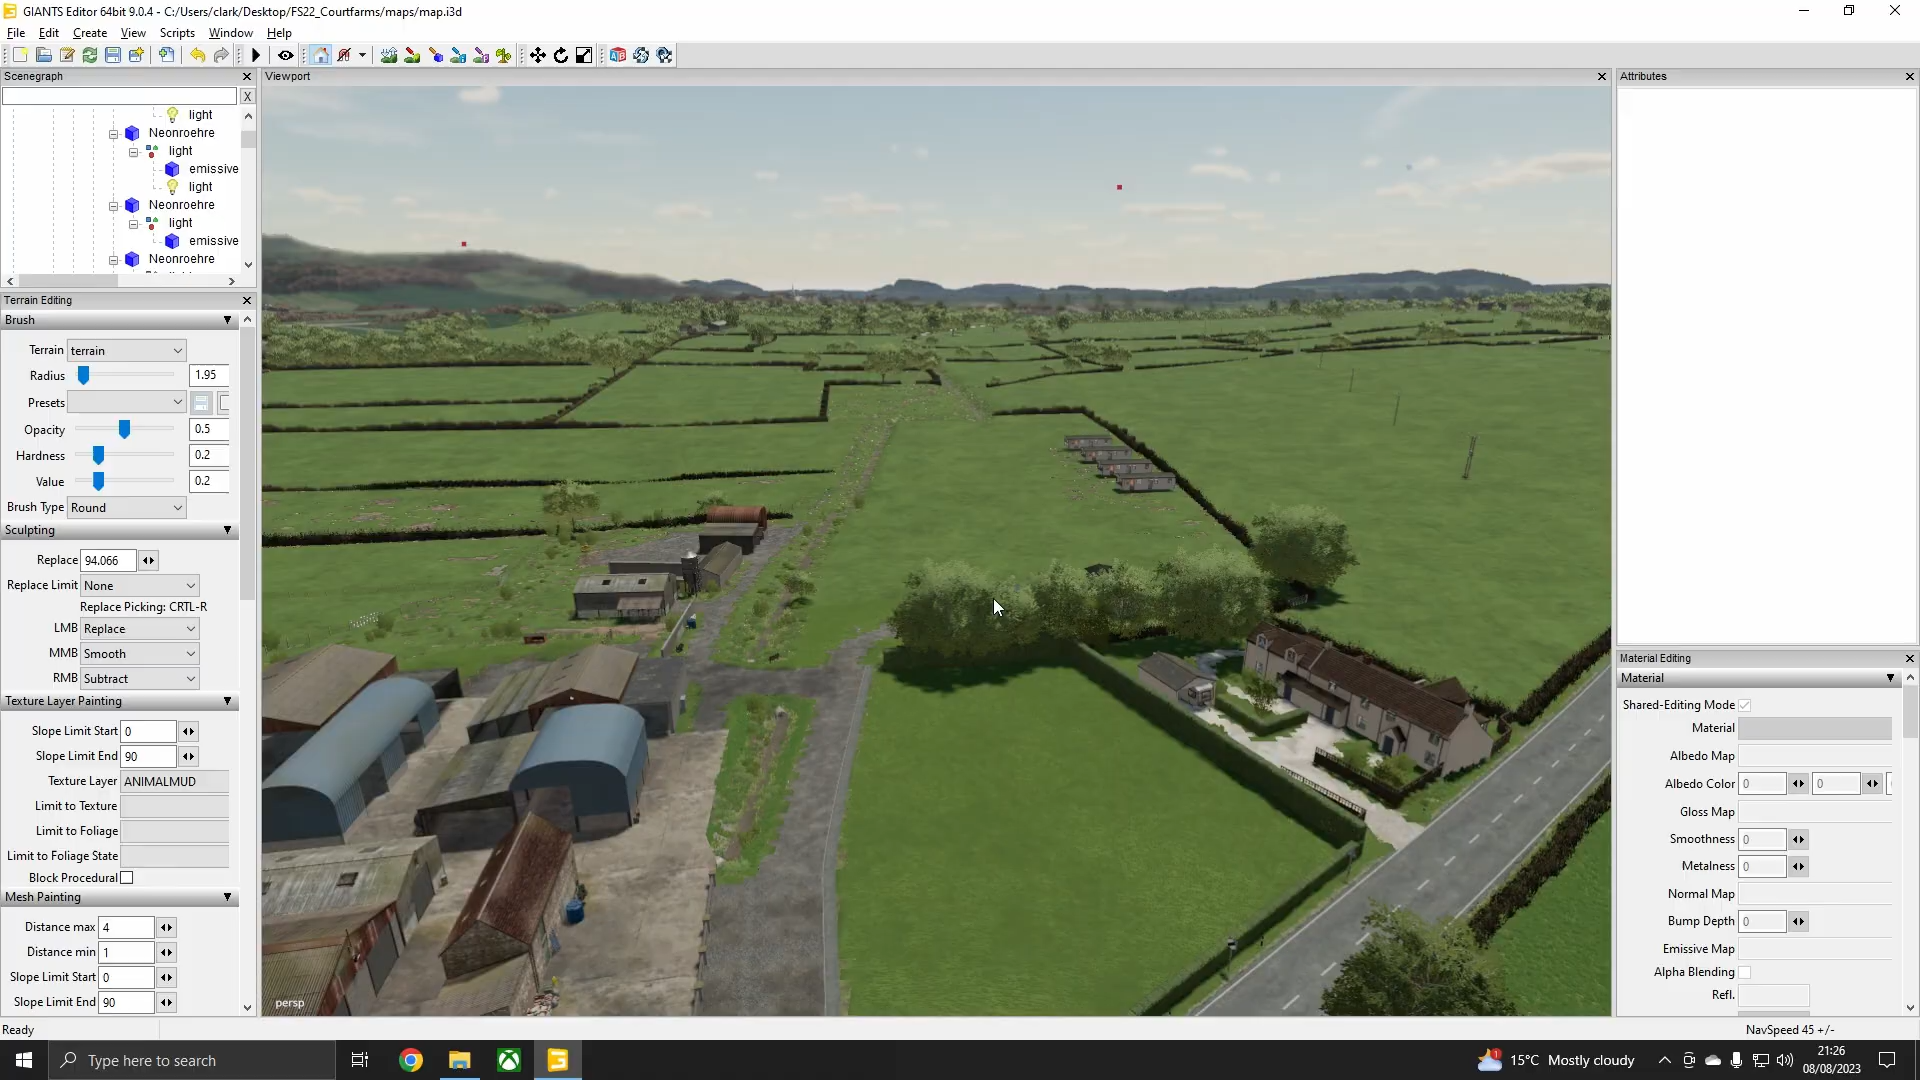 GIANTS Editor 64bit 9.0.4 - C:/Users/clark/Desktop/FS22_Courtfarms/maps/map.i3d
File Edit Create View Scripts Window Help
Scenegraph
X
light
Neonroehre
light
emissive
light
Neonroehre
light
emissive
Neonroehre
Terrain Editing
Brush
Terrain terrain
Radius 1.95
Presets
Opacity 0.5
Hardness 0.2
Value 0.2
Brush Type Round
Sculpting
Replace 94.066
Replace Limit None
Replace Picking: CRTL-R
LMB Replace
MMB Smooth
RMB Subtract
Texture Layer Painting
Slope Limit Start 0
Slope Limit End 90
Texture Layer ANIMALMUD
Limit to Texture
Limit to Foliage
Limit to Foliage State
Block Procedural
Mesh Painting
Distance max 4
Distance min 1
Slope Limit Start 0
Slope Limit End 90
Ready
Viewport
persp
Attributes
Material Editing
Material
Shared-Editing Mode
Material
Albedo Map
Albedo Color 0 0
Gloss Map
Smoothness 0
Metalness 0
Normal Map
Bump Depth 0
Emissive Map
Alpha Blending
Refl.
NavSpeed 45 +/-
Type here to search
1
15°C Mostly cloudy
21:26
08/08/2023